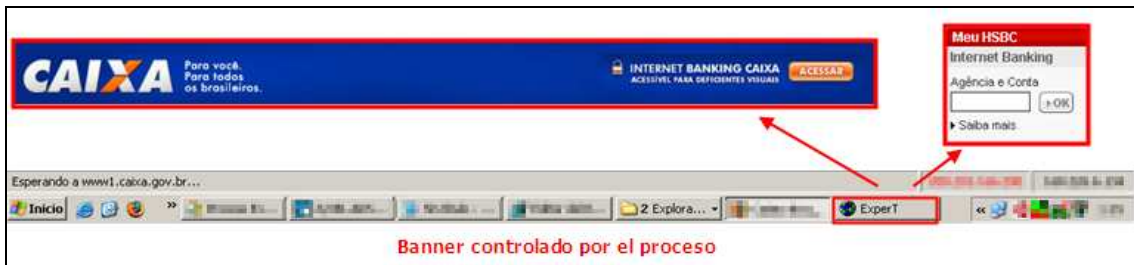 CAIXA
Para você.
Para todos
os brasileiros.
INTERNET BANKING CAIXA
ACESSÍVEL PARA DEFICIENTES VISUAIS
ACESSAR
Meu HSBC
Internet Banking
Agência e Conta
OK
Saiba mais
Esperando a www1.caixa.gov.br...
Inicio
»
2 Explora...
ExperT
«
Banner controlado por el proceso